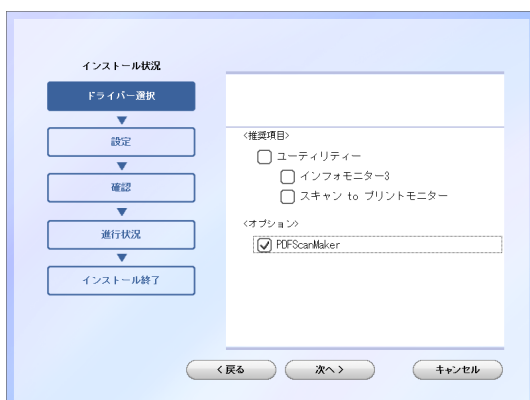 インストール状況
ドライバー選択
設定
確認
進行状況
インストール終了
<推奨項目>
ユーティリティー
インフォモニター3
スキャン to プリントモニター
<オプション>
PDFScanMaker
< 戻る
次へ >
キャンセル